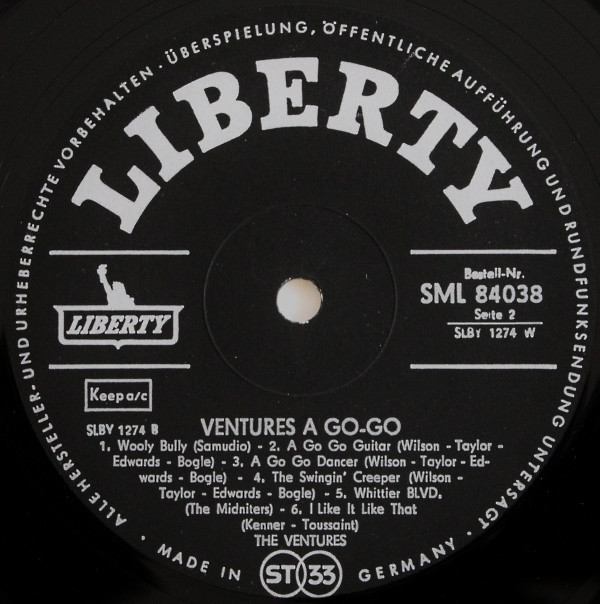 ALLE HERSTELLER- UND URHEBERRECHTE VORBEHALTEN · ÜBERSPIELUNG, ÖFFENTLICHE AUFFÜHRUNG UND RUNDFUNKSENDUNG UNTERSAGT ·
LIBERTY
LIBERTY
Bestell-Nr.
SML 84038
Seite 2
SLBY 1274 W
Keep a/c
SLBY 1274 B
VENTURES A GO-GO
1. Wooly Bully (Samudio) - 2. A Go Go Guitar (Wilson - Taylor -
Edwards - Bogle) - 3. A Go Go Dancer (Wilson - Taylor - Ed-
wards - Bogle) - 4. The Swingin' Creeper (Wilson -
Taylor - Edwards - Bogle) - 5. Whittier BLVD.
(The Midniters) - 6. I Like It Like That
(Kenner - Toussaint)
THE VENTURES
· MADE IN ST 33 GERMANY ·